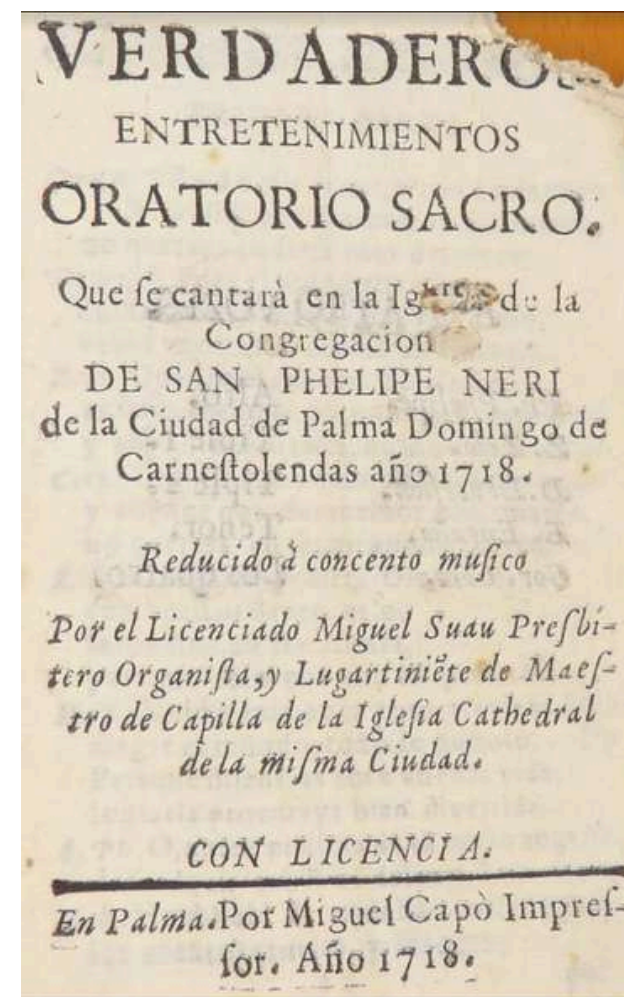 VERDADERO
ENTRETENIMIENTOS
ORATORIO SACRO.
Que ſe cantarà en la de la
Congregacion
DE SAN PHELIPE NERI
de la Ciudad de Palma Domingo de
Carneſtolendas año 1718.
Reducido à concento muſico
Por el Licenciado Miguel Suau Preſbi-
tero Organiſta, y Lugartiniẽte de Maeſ-
tro de Capilla de la Igleſia Cathedral
de la miſma Ciudad.
CON LICENCIA.
En Palma. Por Miguel Capò Impreſ-
ſor. Año 1718.